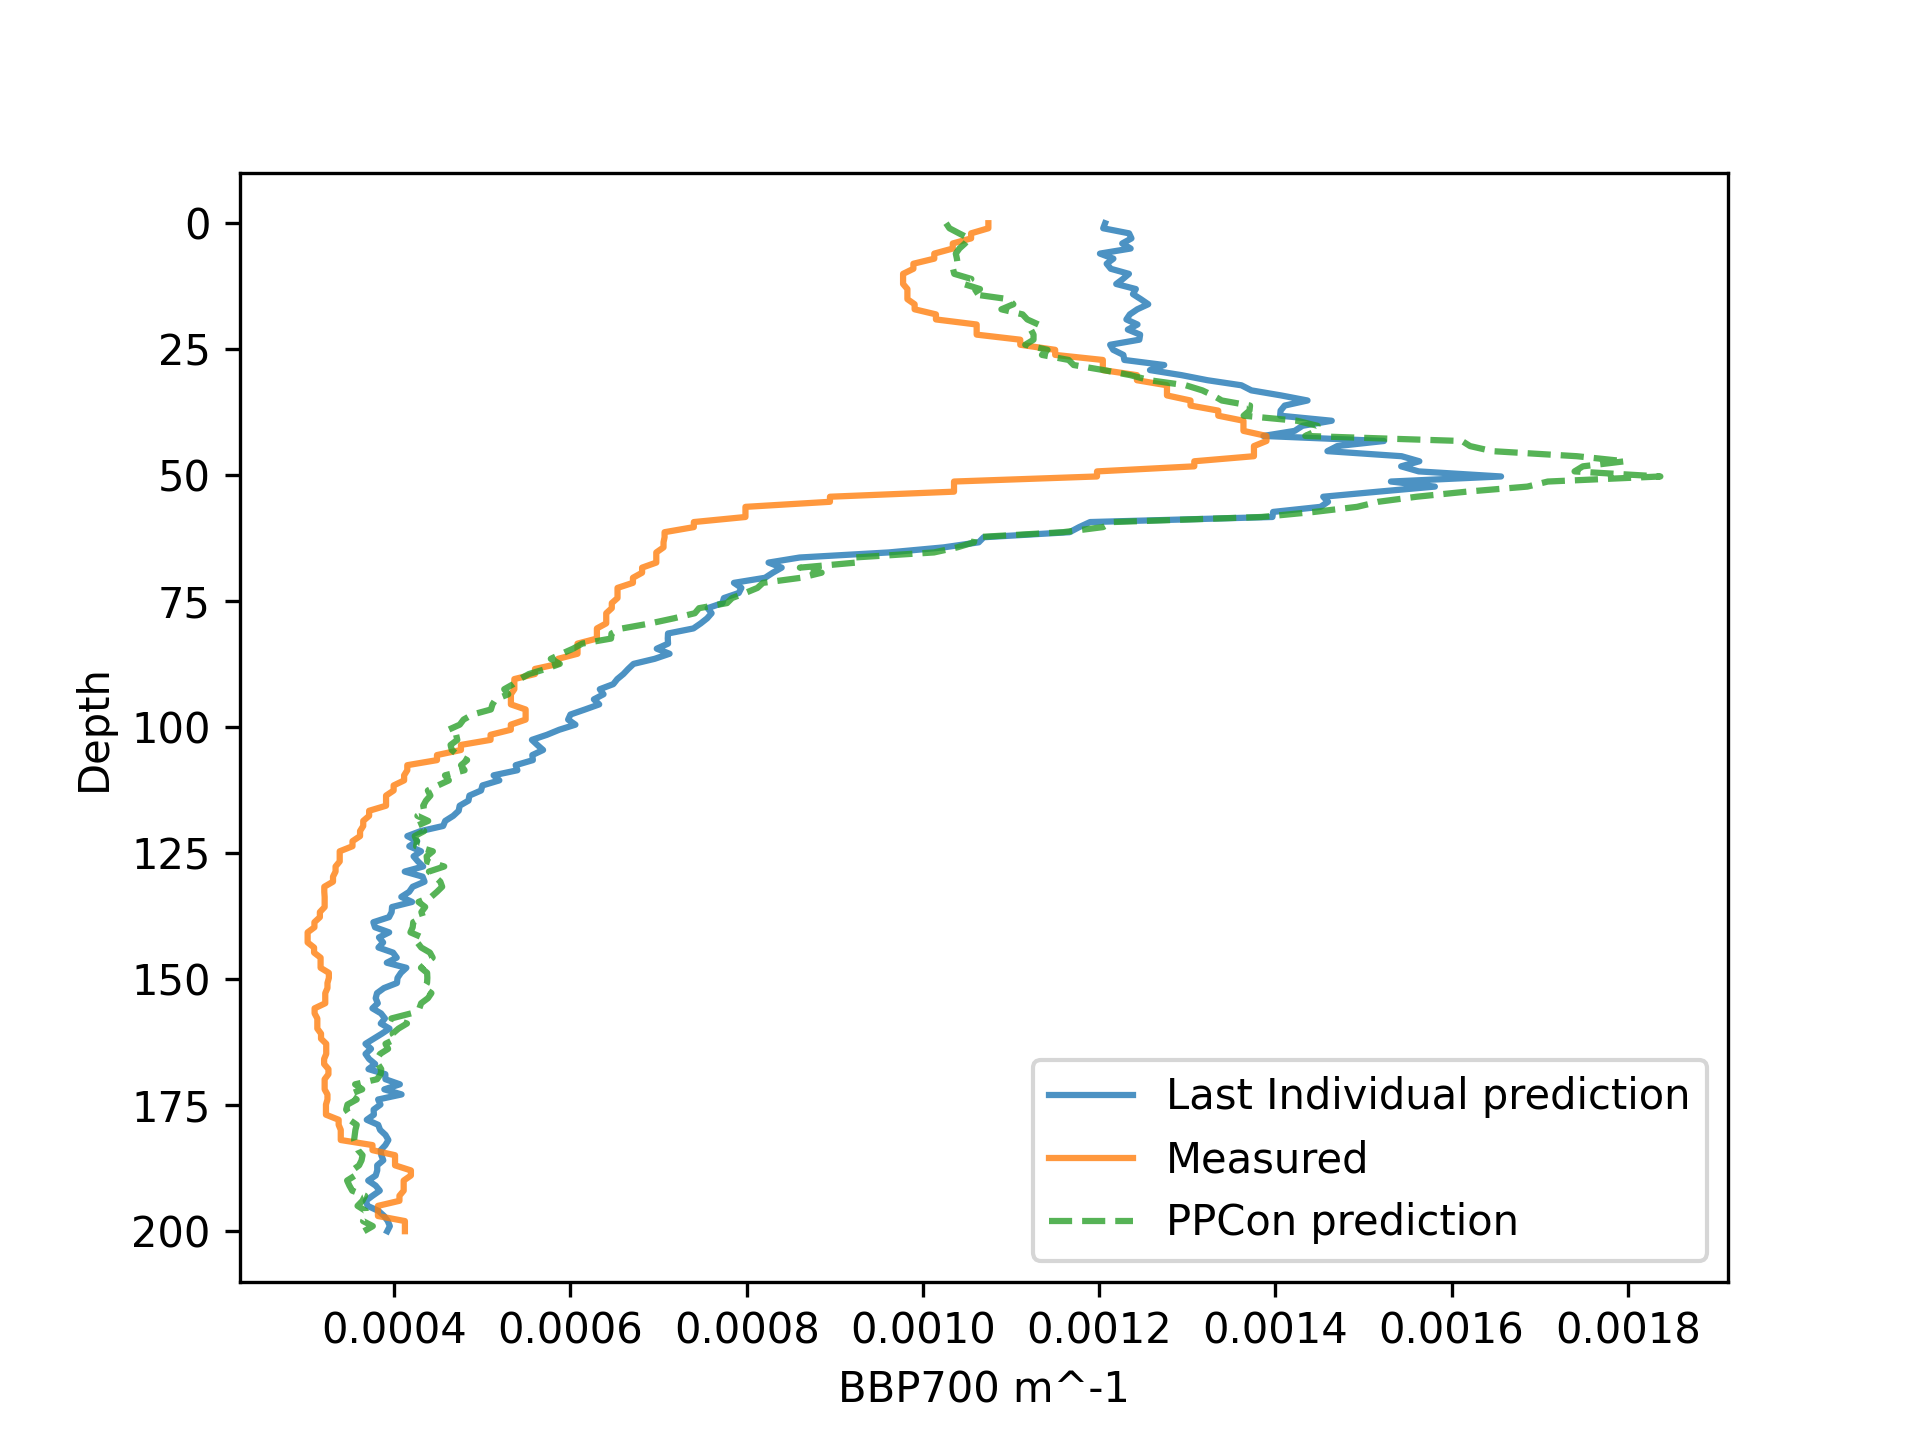 0
25
50
75
100
125
150
175
200
Depth
0.0004 0.0006 0.0008 0.0010 0.0012 0.0014 0.0016 0.0018
BBP700 m^-1
Last Individual prediction
Measured
PPCon prediction